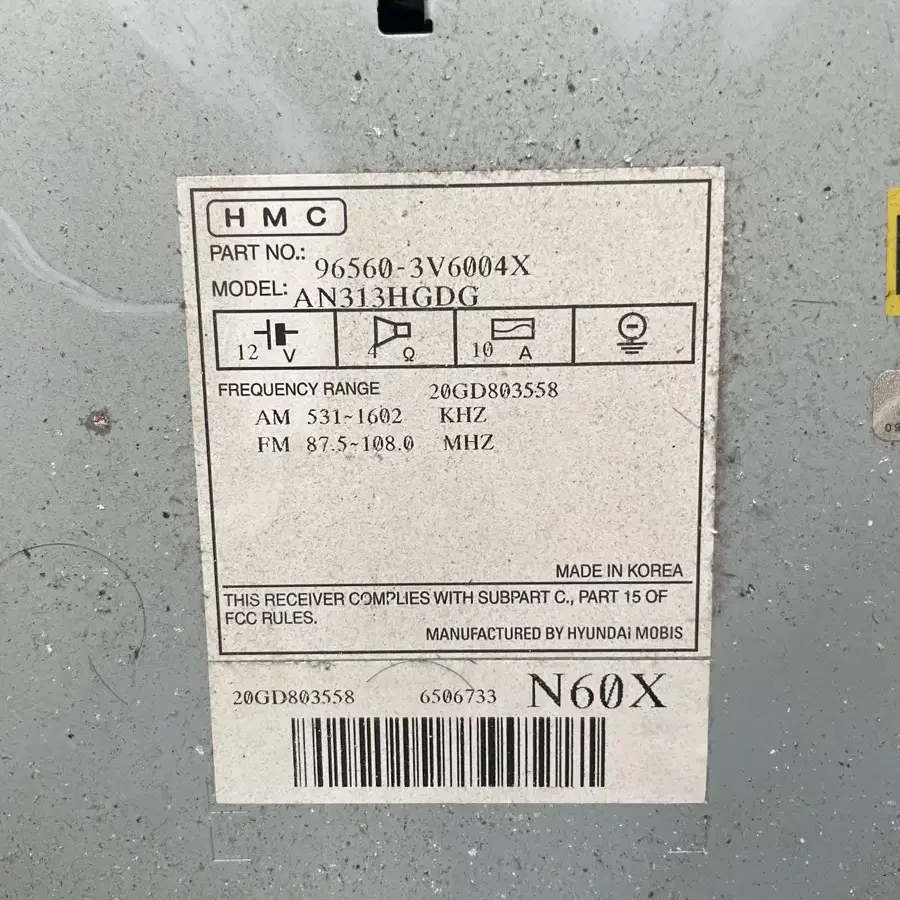 HMC
PART NO.: 96560-3V6004X
MODEL: AN313HGDG
12 V 4 Ω 10 A
FREQUENCY RANGE 20GD803558
AM 531~1602 KHZ
FM 87.5~108.0 MHZ
MADE IN KOREA
THIS RECEIVER COMPLIES WITH SUBPART C., PART 15 OF
FCC RULES.
MANUFACTURED BY HYUNDAI MOBIS
20GD803558 6506733 N60X